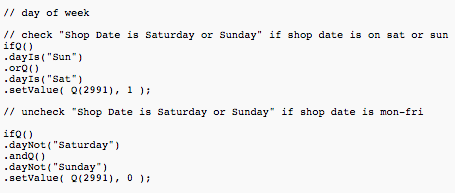 // day of week
// check "Shop Date is Saturday or Sunday" if shop date is on sat or sun
ifQ()
.dayIs("Sun")
.orQ()
.dayIs("Sat")
.setValue( Q(2991), 1 );
// uncheck "Shop Date is Saturday or Sunday" if shop date is mon-fri
ifQ()
.dayNot("Saturday")
.andQ()
.dayNot("Sunday")
.setValue( Q(2991), 0 );